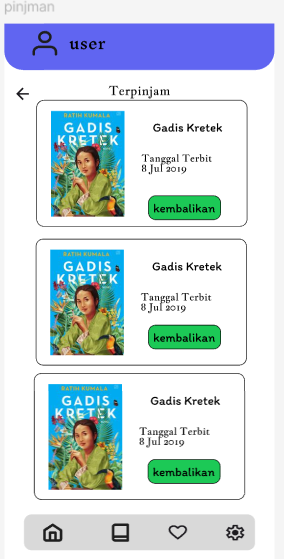 pinjman
user
Terpinjam
RATIH KUMALA
GADIS
KRETEK
Gadis Kretek
Tanggal Terbit
8 Jul 2019
kembalikan
RATIH KUMALA
GADIS
KRETEK
Gadis Kretek
Tanggal Terbit
8 Jul 2019
kembalikan
RATIH KUMALA
GADIS
KRETEK
Gadis Kretek
Tanggal Terbit
8 Jul 2019
kembalikan